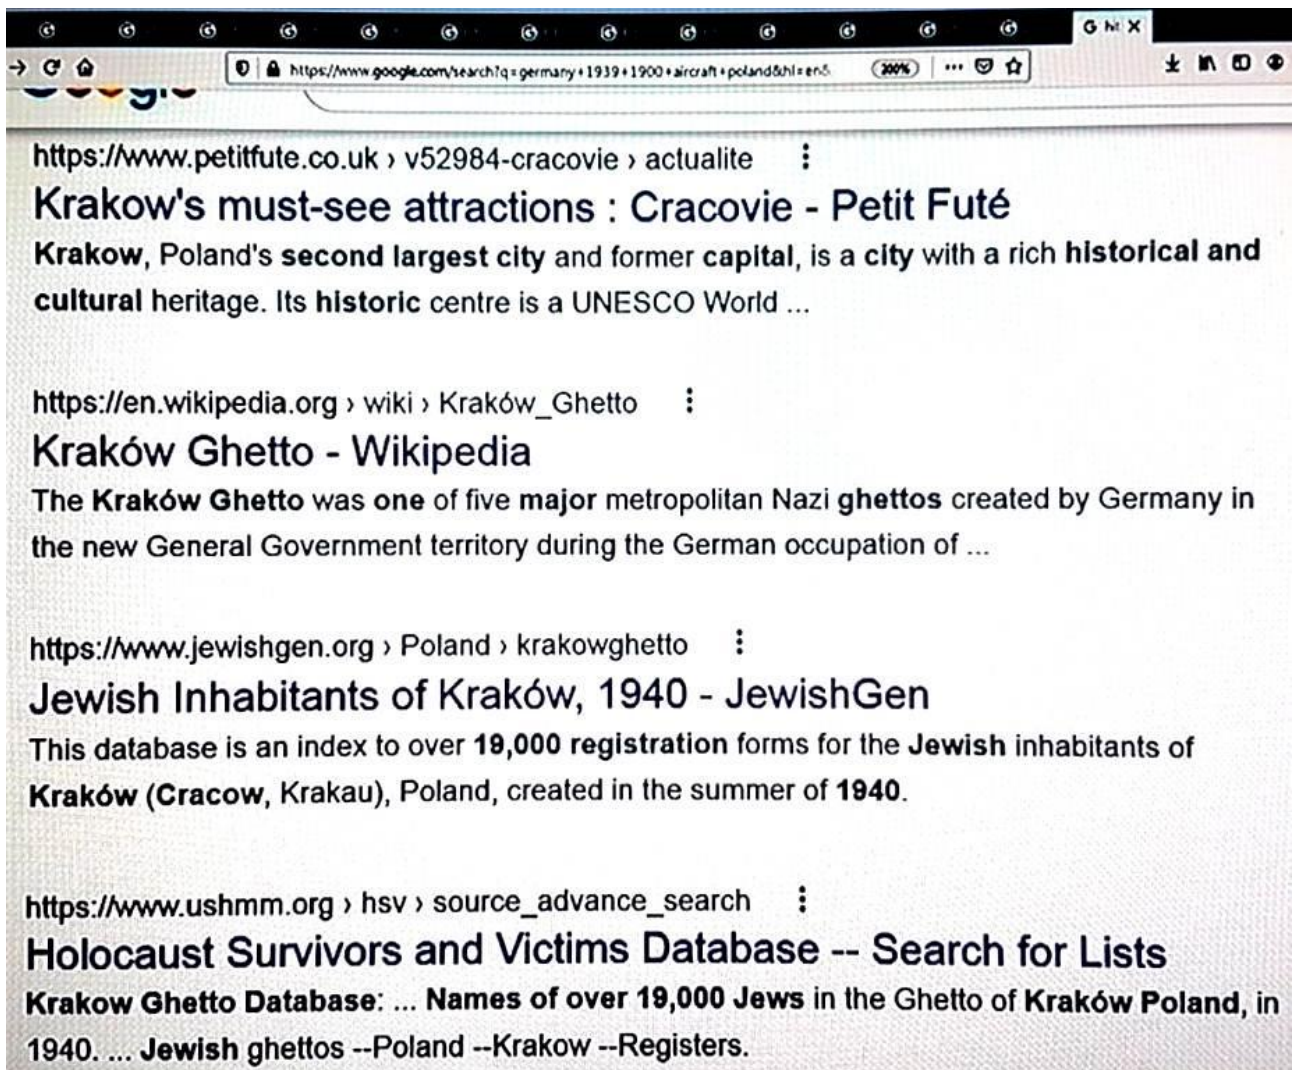 G hi X
https://www.google.com/search?q=germany+1939+1900+aircraft+poland&hl=en&
200%
https://www.petitfute.co.uk › v52984-cracovie › actualite
Krakow's must-see attractions : Cracovie - Petit Futé
Krakow, Poland's second largest city and former capital, is a city with a rich historical and
cultural heritage. Its historic centre is a UNESCO World ...
https://en.wikipedia.org › wiki › Kraków_Ghetto
Kraków Ghetto - Wikipedia
The Kraków Ghetto was one of five major metropolitan Nazi ghettos created by Germany in
the new General Government territory during the German occupation of ...
https://www.jewishgen.org › Poland › krakowghetto
Jewish Inhabitants of Kraków, 1940 - JewishGen
This database is an index to over 19,000 registration forms for the Jewish inhabitants of
Kraków (Cracow, Krakau), Poland, created in the summer of 1940.
https://www.ushmm.org › hsv › source_advance_search
Holocaust Survivors and Victims Database -- Search for Lists
Krakow Ghetto Database: ... Names of over 19,000 Jews in the Ghetto of Kraków Poland, in
1940. ... Jewish ghettos --Poland --Krakow --Registers.